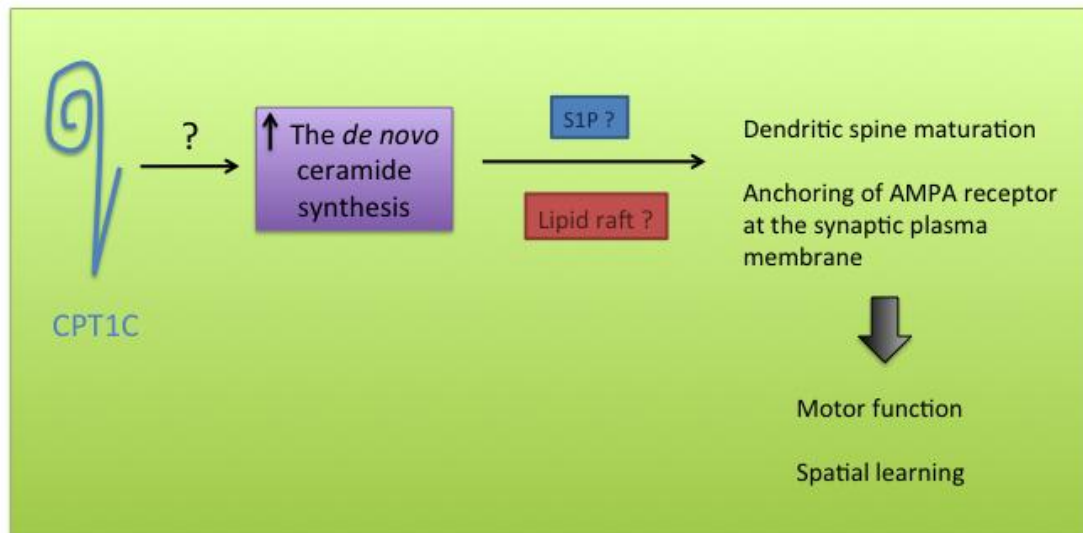 CPT1C
?
The de novo
ceramide
synthesis
S1P ?
Lipid raft ?
Dendritic spine maturation
Anchoring of AMPA receptor
at the synaptic plasma
membrane
Motor function
Spatial learning